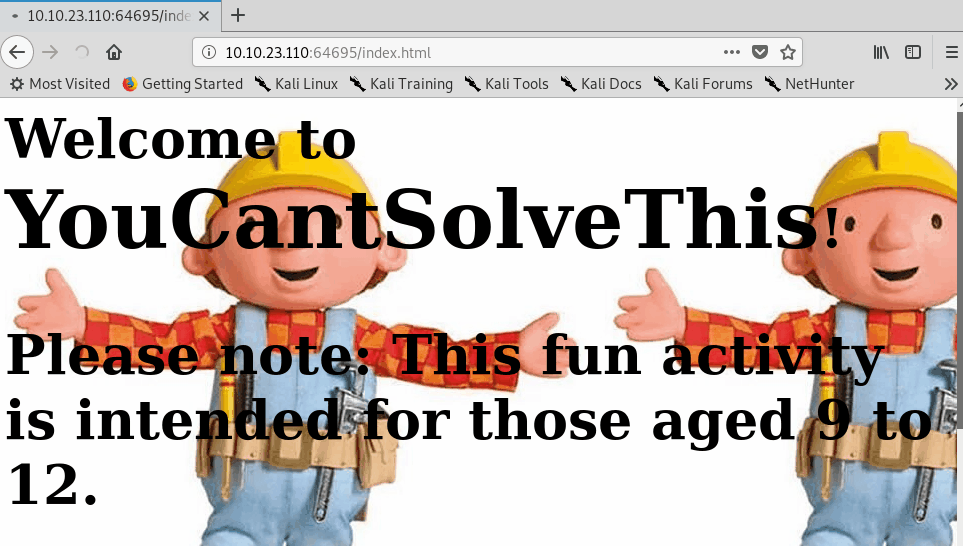 10.10.23.110:64695/inde
10.10.23.110:64695/index.html
Most Visited Getting Started Kali Linux Kali Training Kali Tools Kali Docs Kali Forums NetHunter
Welcome to
YouCantSolveThis!
Please note: This fun activity
is intended for those aged 9 to
12.